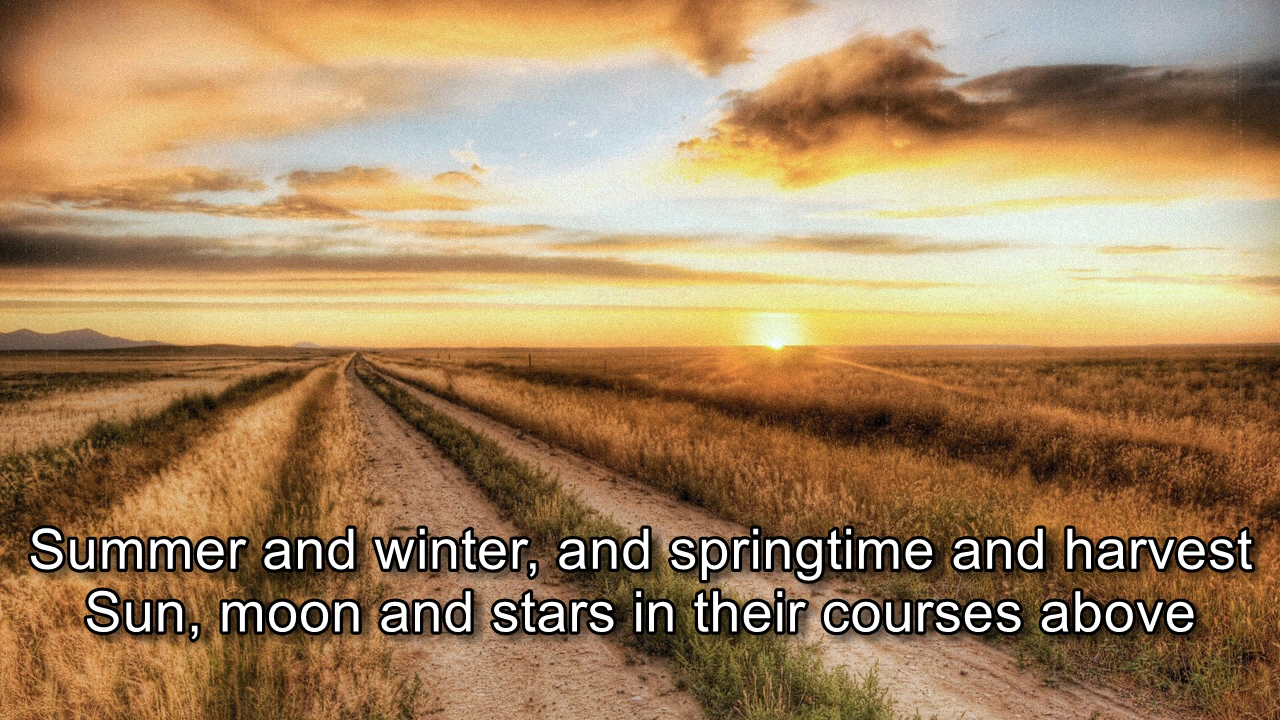 Summer and winter, and springtime and harvest
Sun, moon and stars in their courses above